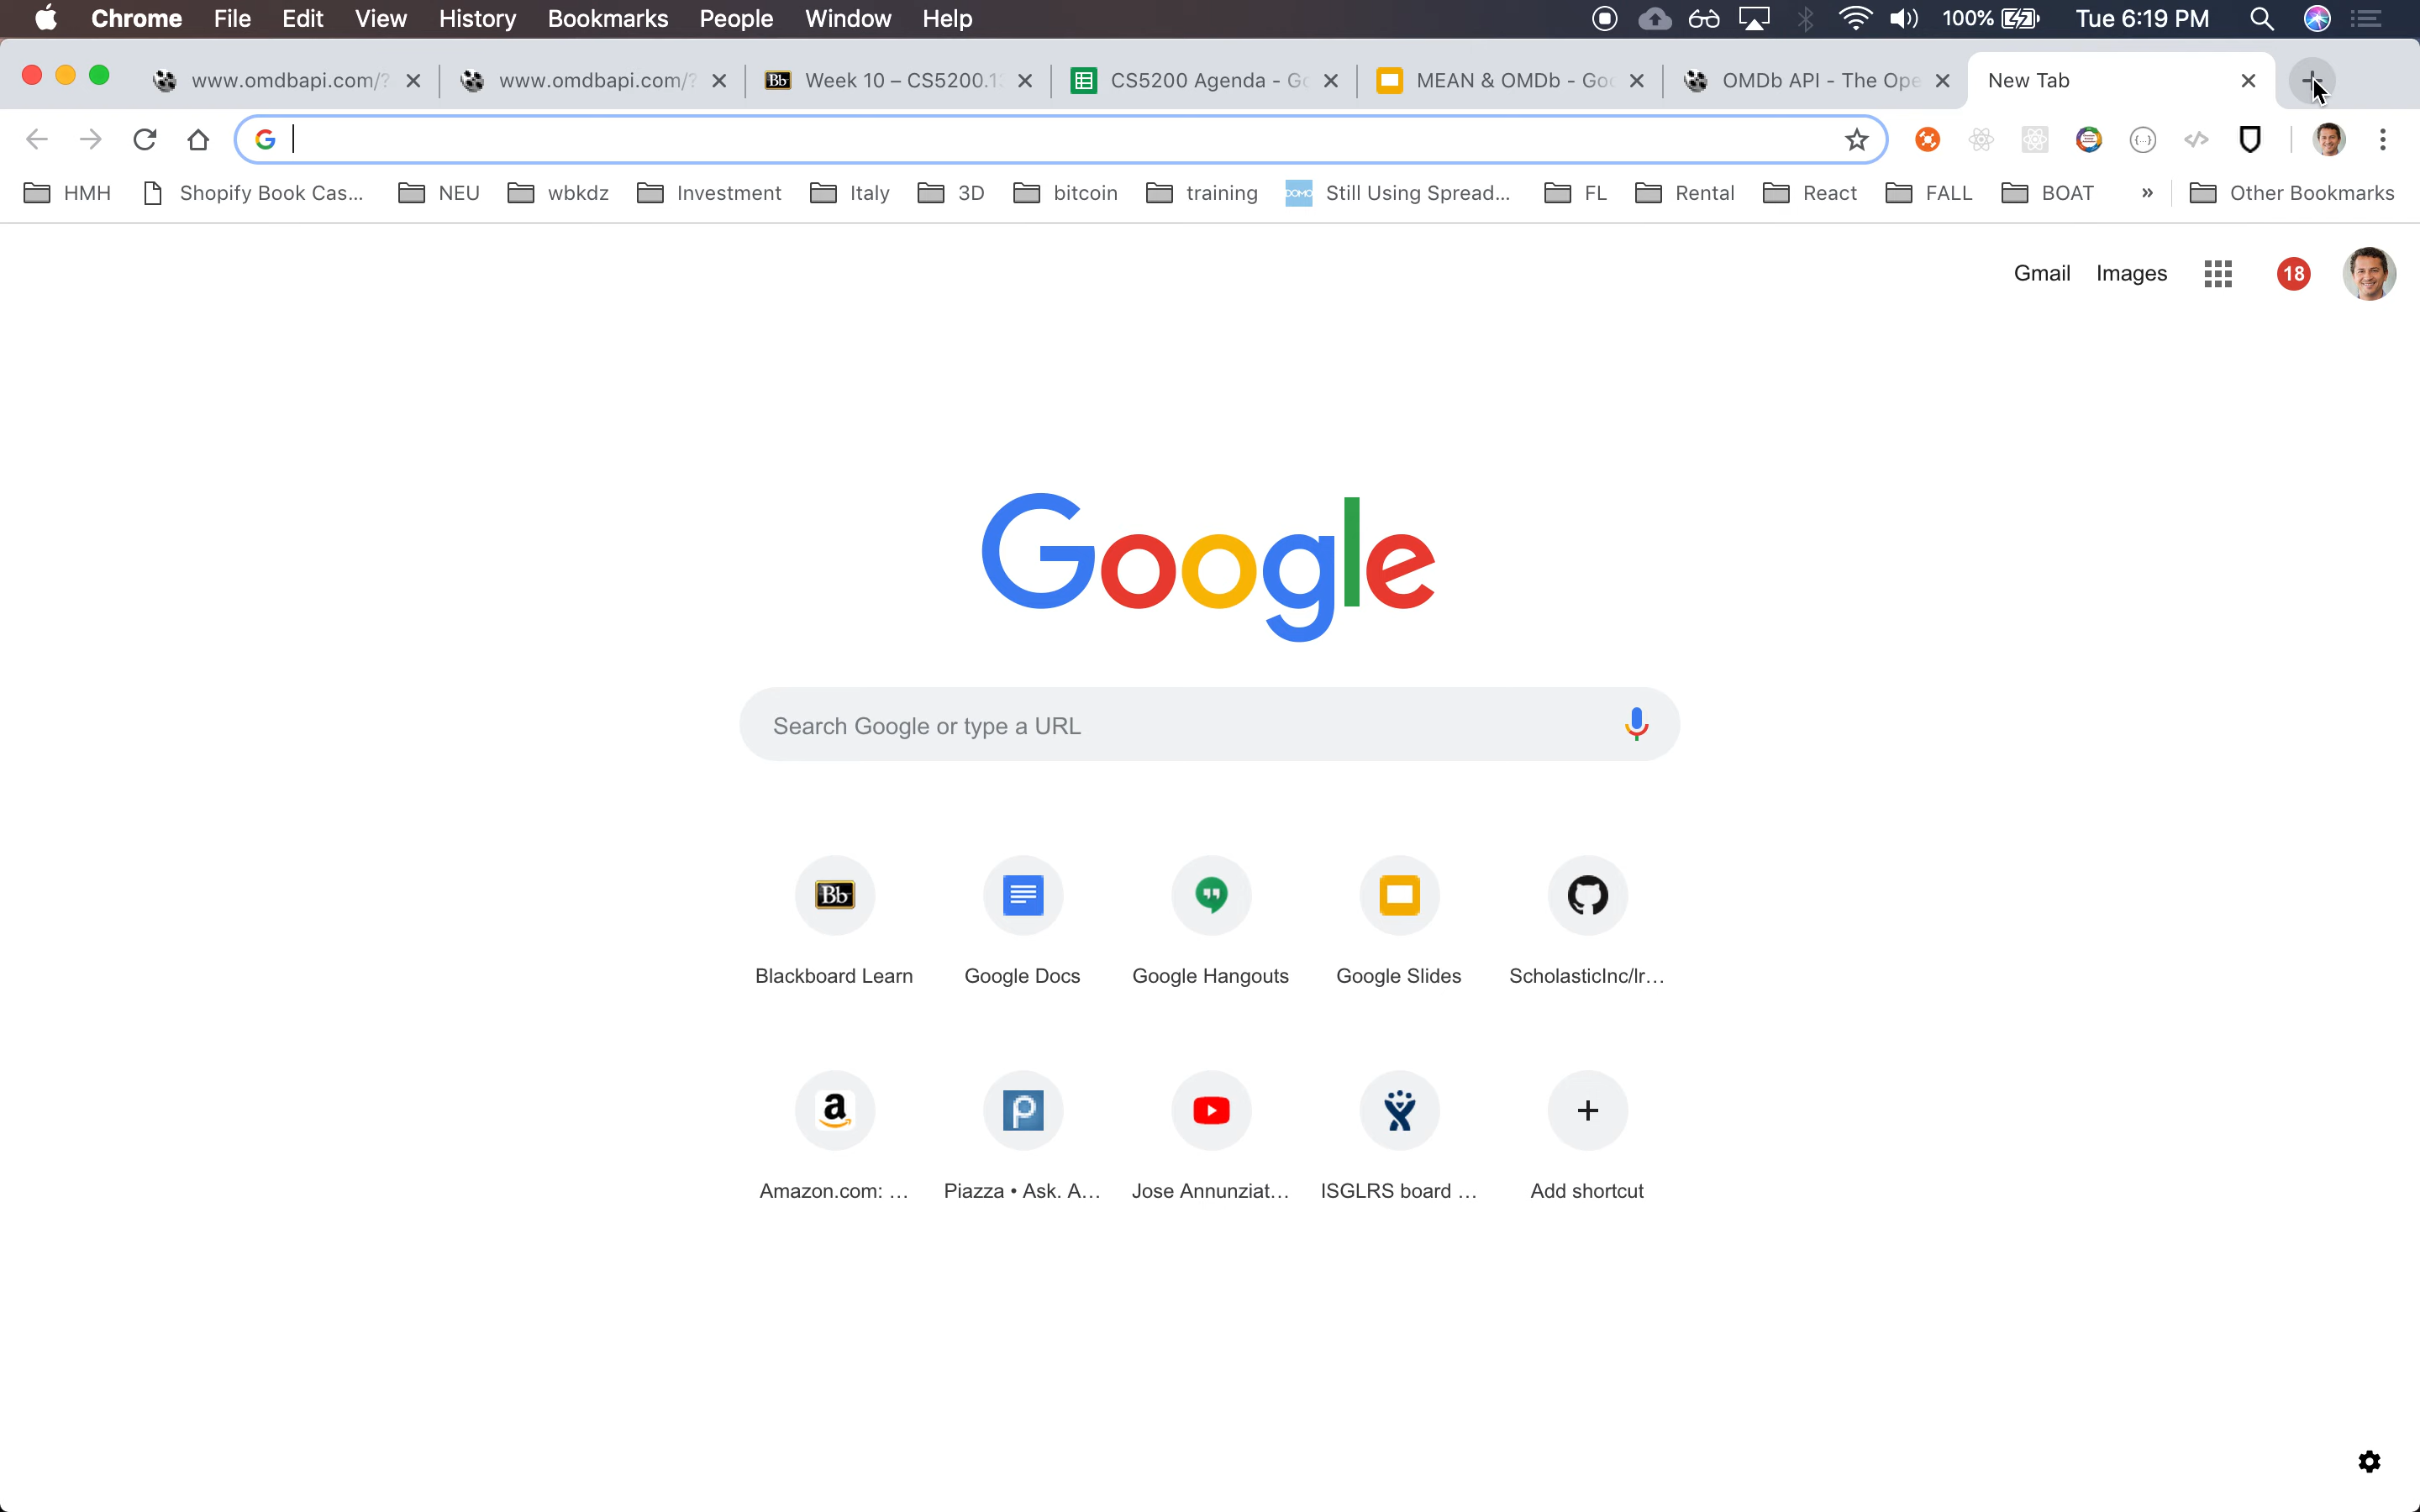 Chrome File Edit View History Bookmarks People Window Help 100% Tue 6:19 PM
www.omdbapi.com/? www.omdbapi.com/? Week 10 – CS5200.1 CS5200 Agenda - Go MEAN & OMDb - Goo OMDb API - The Ope New Tab
HMH Shopify Book Cas... NEU wbkdz Investment Italy 3D bitcoin training DOMO Still Using Spread... FL Rental React FALL BOAT » Other Bookmarks
Gmail Images 18
Google
Search Google or type a URL
Bb
Blackboard Learn Google Docs Google Hangouts Google Slides ScholasticInc/lr...
Amazon.com: ... Piazza • Ask. A... Jose Annunziat... ISGLRS board ... Add shortcut